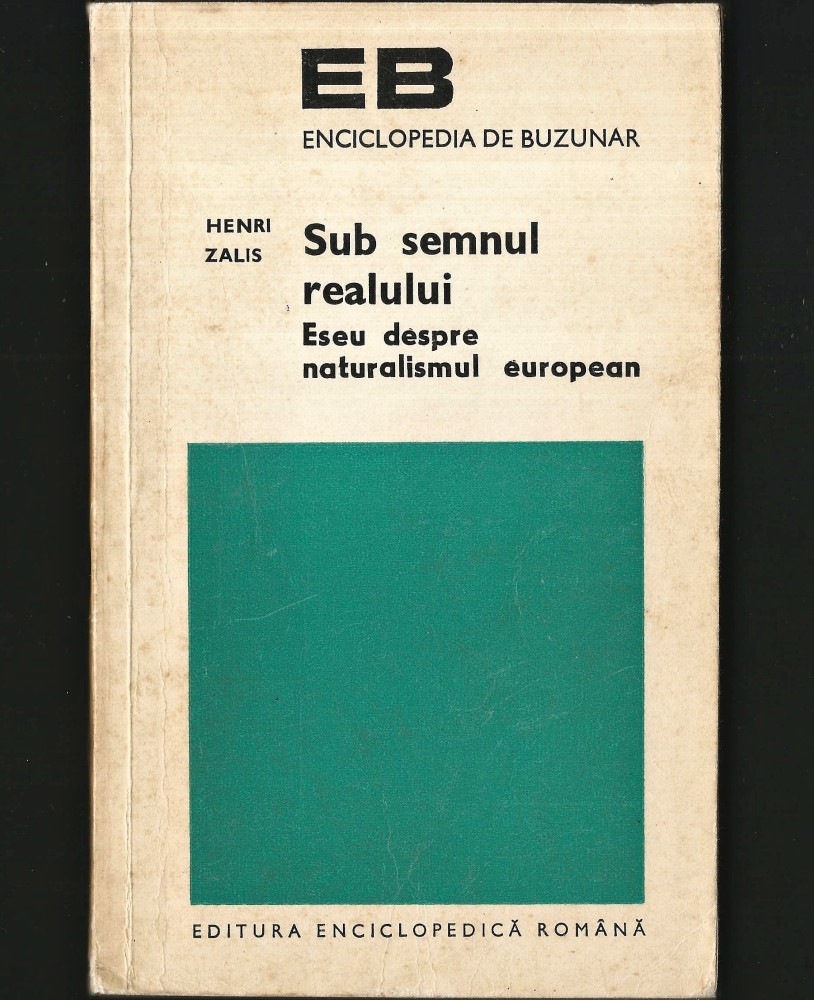 EB
ENCICLOPEDIA DE BUZUNAR
HENRI
ZALIS
Sub semnul
realului
Eseu despre
naturalismul european
EDITURA ENCICLOPEDICĂ ROMÂNĂ